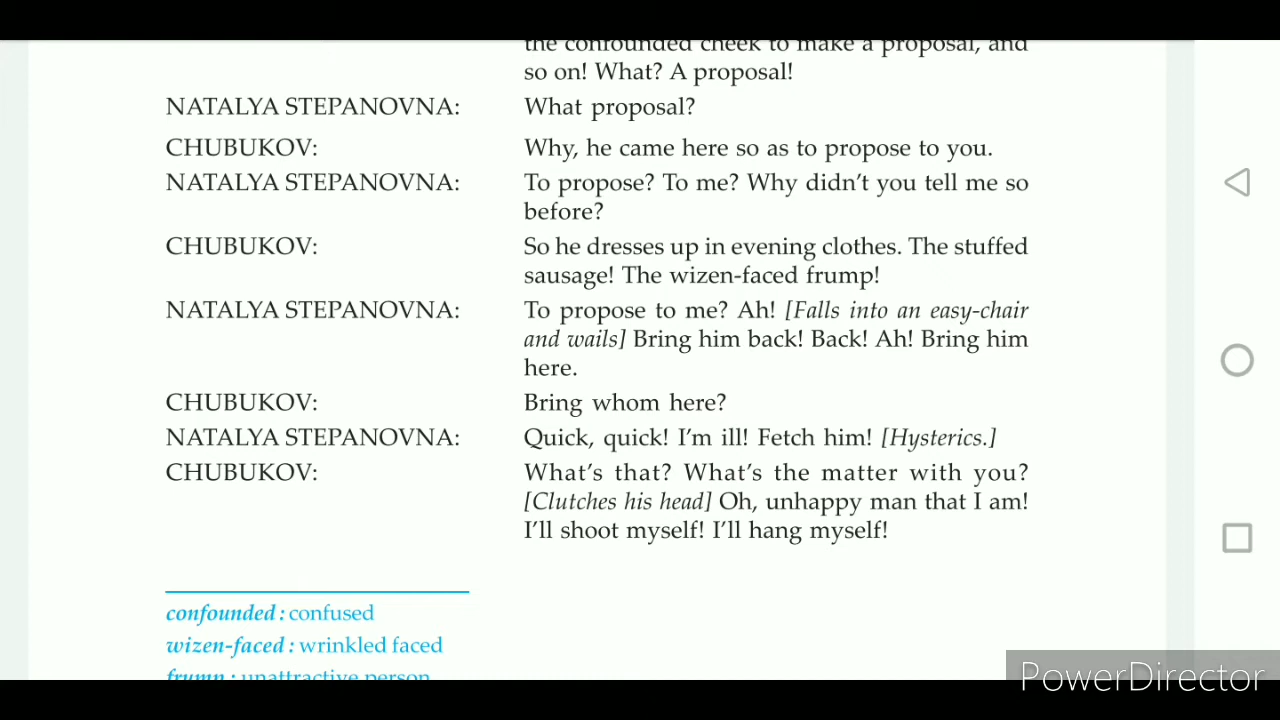 the confounded cheek to make a proposal, and
so on! What? A proposal!
NATALYA STEPANOVNA: What proposal?
CHUBUKOV: Why, he came here so as to propose to you.
NATALYA STEPANOVNA: To propose? To me? Why didn't you tell me so
before?
CHUBUKOV: So he dresses up in evening clothes. The stuffed
sausage! The wizen-faced frump!
NATALYA STEPANOVNA: To propose to me? Ah! [Falls into an easy-chair
and wails] Bring him back! Back! Ah! Bring him
here.
CHUBUKOV: Bring whom here?
NATALYA STEPANOVNA: Quick, quick! I'm ill! Fetch him! [Hysterics.]
CHUBUKOV: What's that? What's the matter with you?
[Clutches his head] Oh, unhappy man that I am!
I'll shoot myself! I'll hang myself!
confounded : confused
wizen-faced : wrinkled faced
frump : unattractive person
PowerDirector